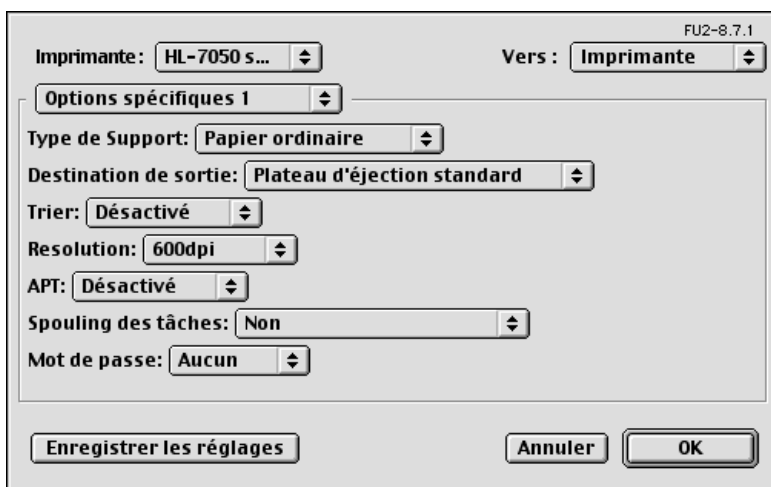 FU2-8.7.1
Imprimante: HL-7050 s... Vers : Imprimante
Options spécifiques 1
Type de Support: Papier ordinaire
Destination de sortie: Plateau d'éjection standard
Trier: Désactivé
Resolution: 600dpi
APT: Désactivé
Spouling des tâches: Non
Mot de passe: Aucun
Enregistrer les réglages Annuler OK